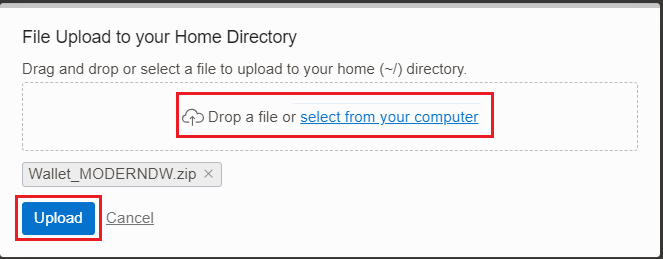 File Upload to your Home Directory
Drag and drop or select a file to upload to your home (~/) directory.
Drop a file or select from your computer
Wallet_MODERNDW.zip ×
Upload Cancel